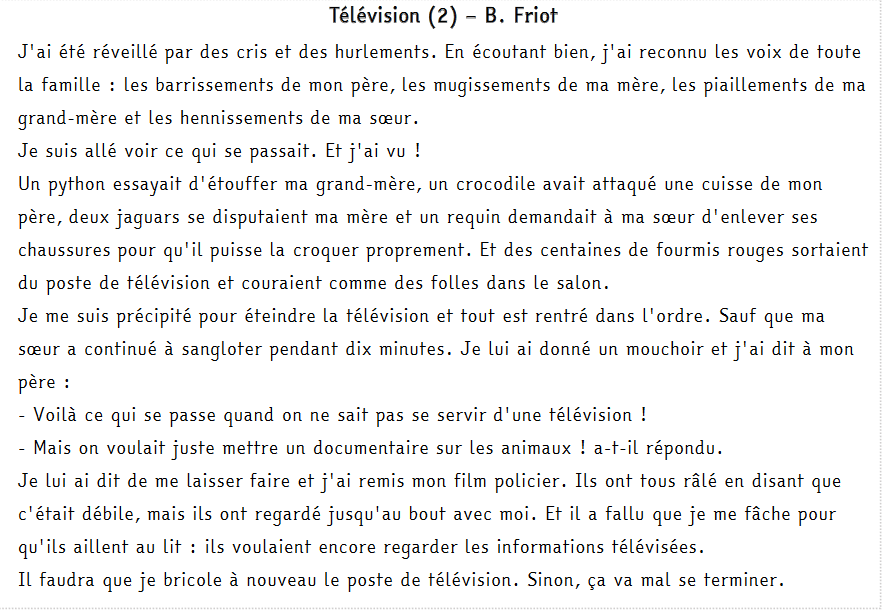 Télévision (2) – B. Friot
J'ai été réveillé par des cris et des hurlements. En écoutant bien, j'ai reconnu les voix de toute
la famille : les barrissements de mon père, les mugissements de ma mère, les piaillements de ma
grand-mère et les hennissements de ma sœur.
Je suis allé voir ce qui se passait. Et j'ai vu !
Un python essayait d'étouffer ma grand-mère, un crocodile avait attaqué une cuisse de mon
père, deux jaguars se disputaient ma mère et un requin demandait à ma sœur d'enlever ses
chaussures pour qu'il puisse la croquer proprement. Et des centaines de fourmis rouges sortaient
du poste de télévision et couraient comme des folles dans le salon.
Je me suis précipité pour éteindre la télévision et tout est rentré dans l'ordre. Sauf que ma
sœur a continué à sangloter pendant dix minutes. Je lui ai donné un mouchoir et j'ai dit à mon
père :
- Voilà ce qui se passe quand on ne sait pas se servir d'une télévision !
- Mais on voulait juste mettre un documentaire sur les animaux ! a-t-il répondu.
Je lui ai dit de me laisser faire et j'ai remis mon film policier. Ils ont tous râlé en disant que
c'était débile, mais ils ont regardé jusqu'au bout avec moi. Et il a fallu que je me fâche pour
qu'ils aillent au lit : ils voulaient encore regarder les informations télévisées.
Il faudra que je bricole à nouveau le poste de télévision. Sinon, ça va mal se terminer.